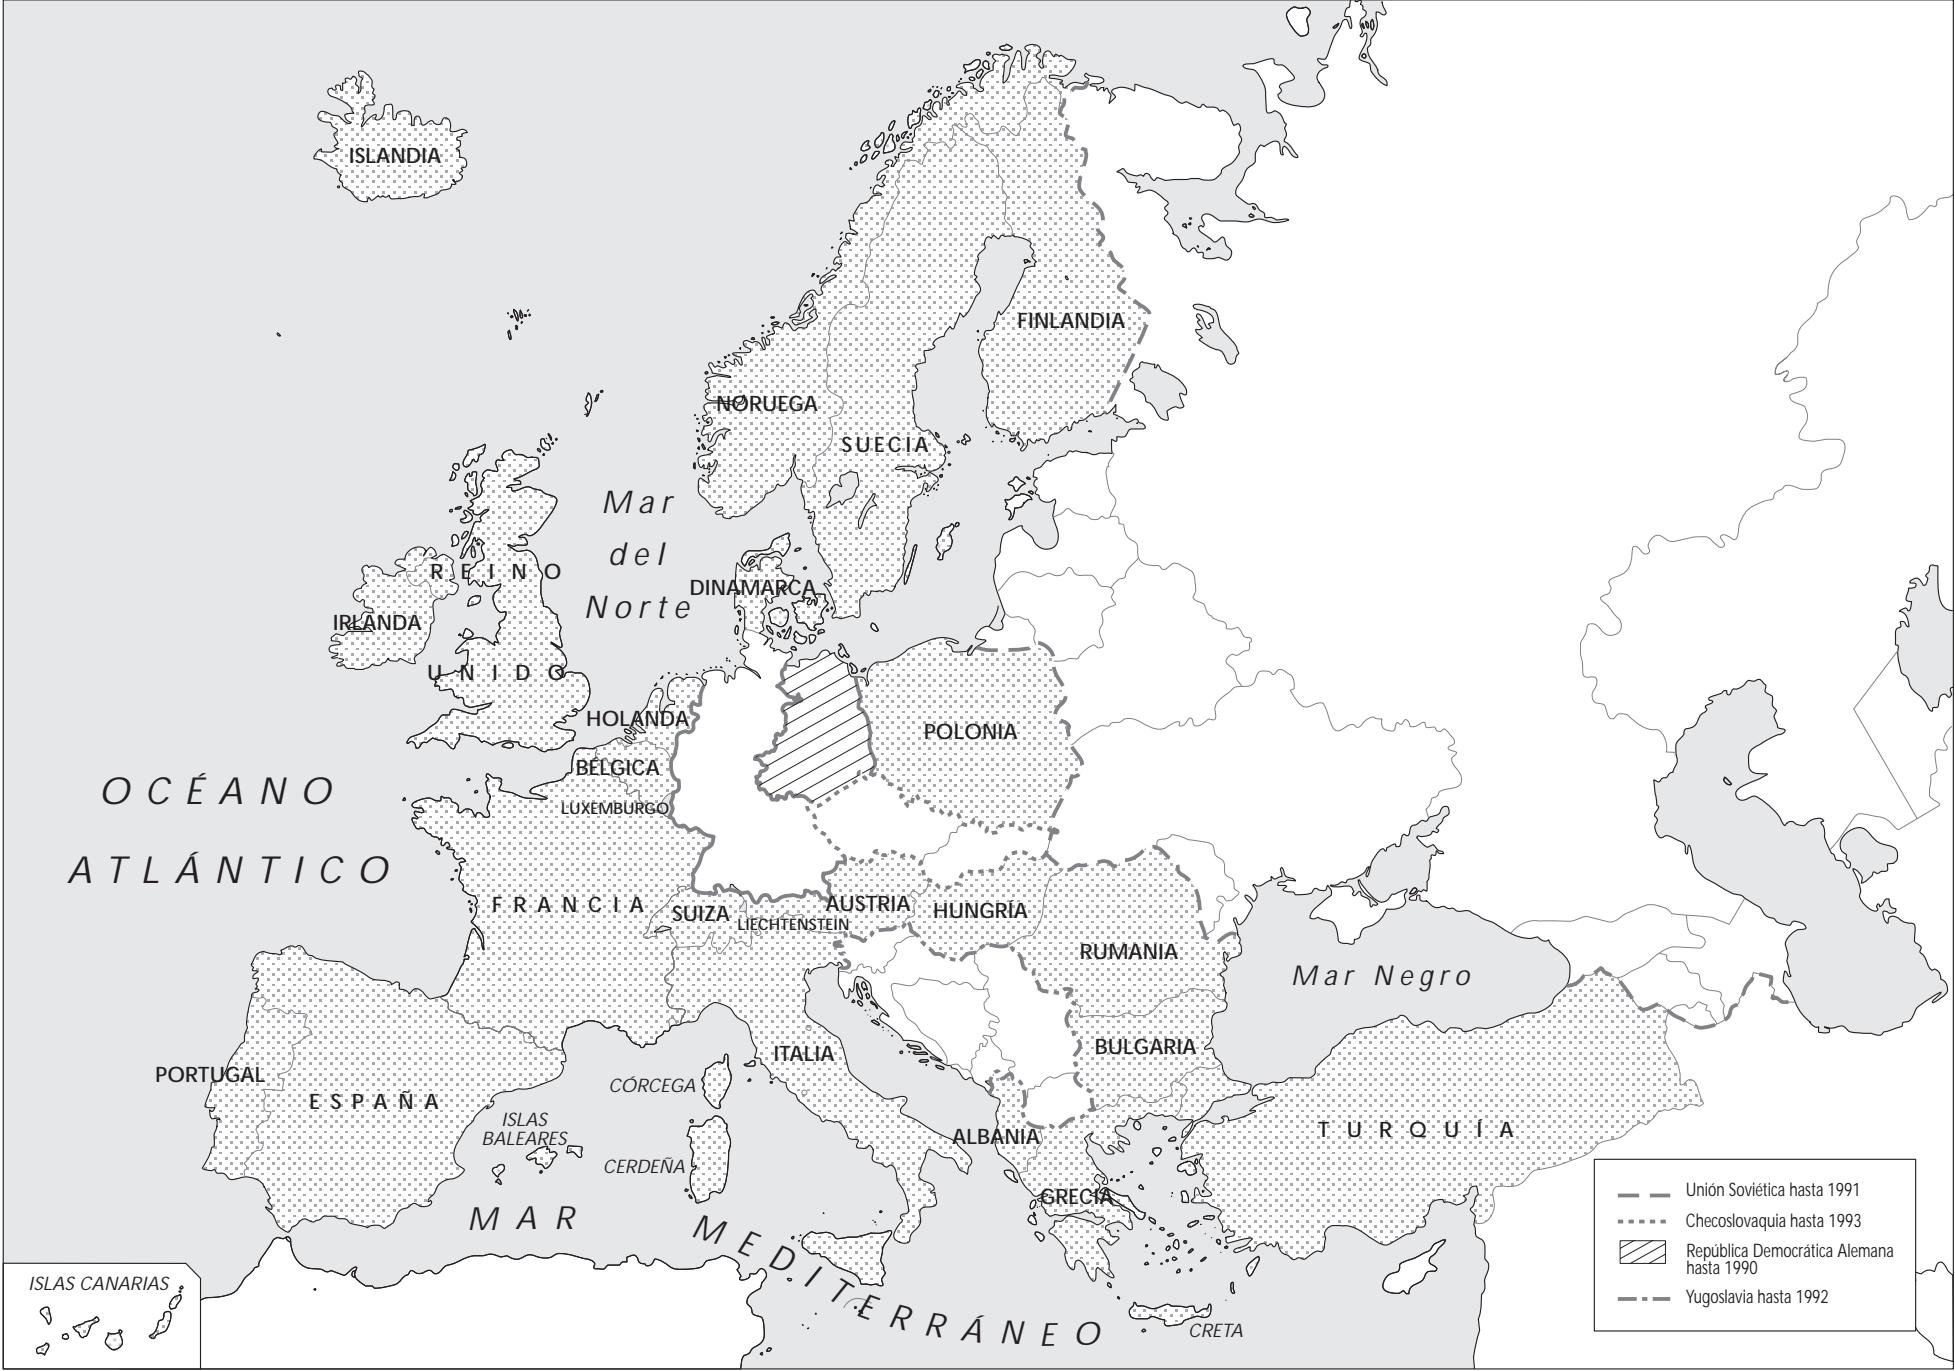 ISLANDIA
FINLANDIA
NORUEGA
SUECIA
Mar
del
Norte
REINO
UNIDO
IRLANDA
DINAMARCA
HOLANDA
BÉLGICA
LUXEMBURGO
POLONIA
OCÉANO
ATLÁNTICO
FRANCIA
SUIZA
LIECHTENSTEIN
AUSTRIA
HUNGRÍA
RUMANIA
Mar Negro
BULGARIA
ITALIA
PORTUGAL
ESPAÑA
CÓRCEGA
ISLAS
BALEARES
CERDEÑA
ALBANIA
GRECIA
TURQUÍA
MAR
MEDITERRÁNEO
CRETA
ISLAS CANARIAS
Unión Soviética hasta 1991
Checoslovaquia hasta 1993
República Democrática Alemana
hasta 1990
Yugoslavia hasta 1992